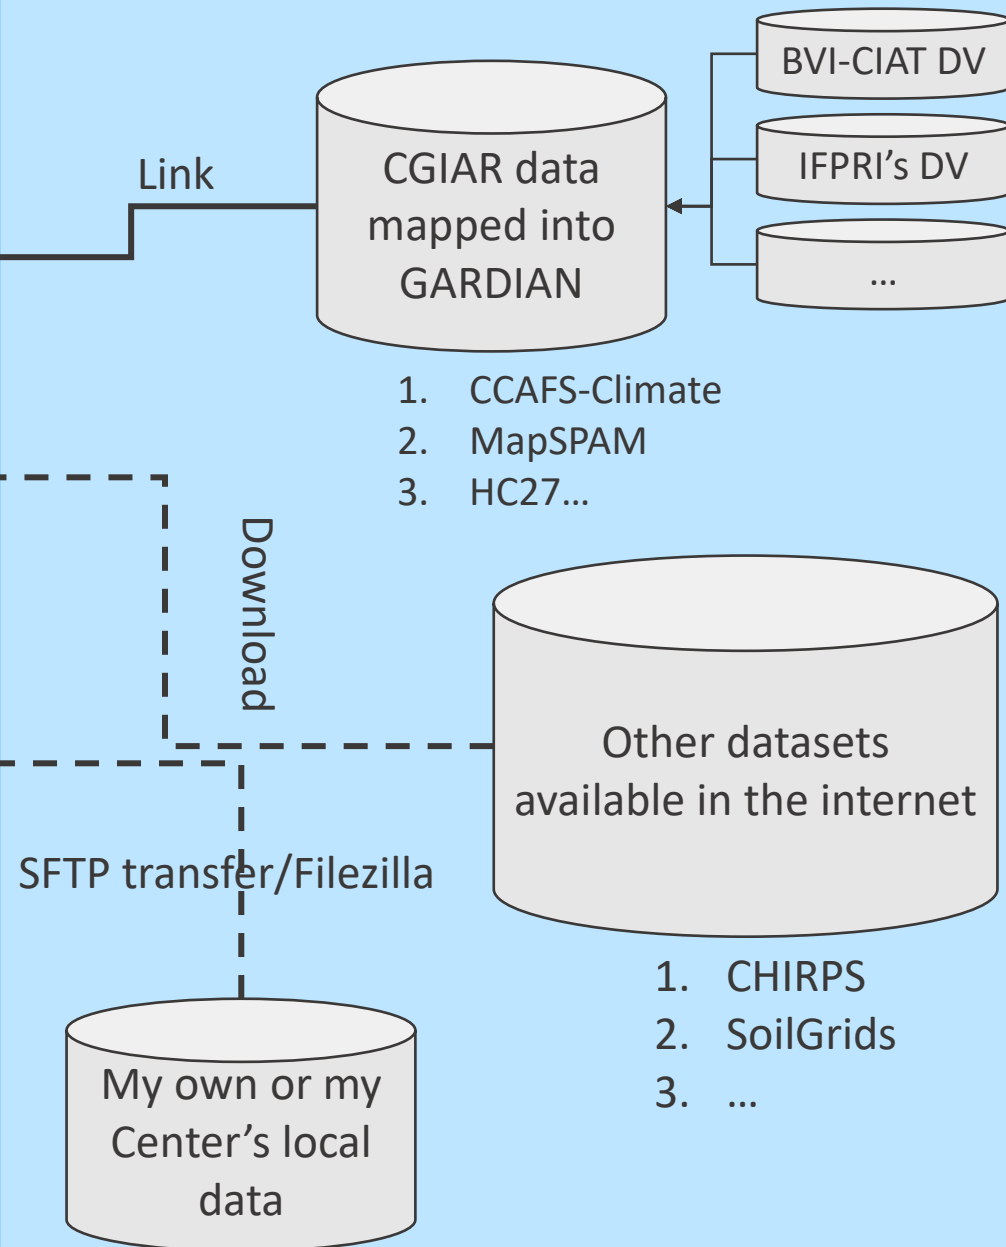 BVI-CIAT DV
IFPRI's DV
…
Link
CGIAR data
mapped into
GARDIAN
1. CCAFS-Climate
2. MapSPAM
3. HC27…
Download
Other datasets
available in the internet
1. CHIRPS
2. SoilGrids
3. …
SFTP transfer/Filezilla
My own or my
Center's local
data